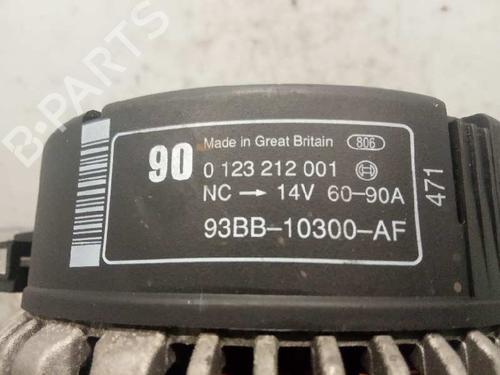 Made in Great Britain 806
90 0 123 212 001
NC → 14V 60-90A
93BB-10300-AF
471
B-PARTS